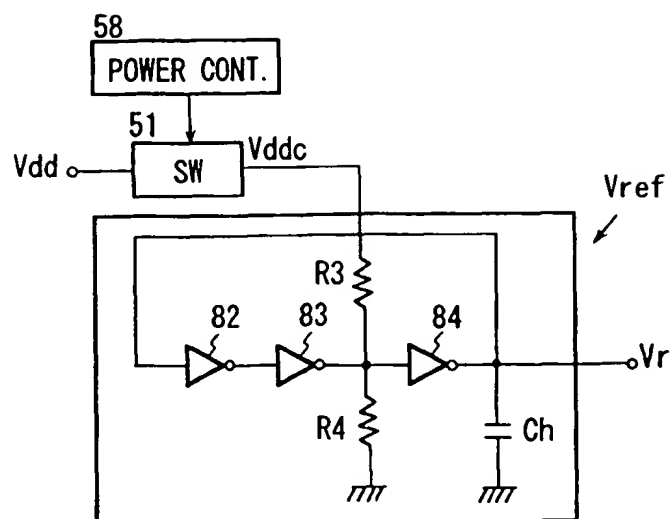 58
POWER CONT.
51
Vdd
SW
Vddc
Vref
R3
82
83
84
Vr
R4
Ch